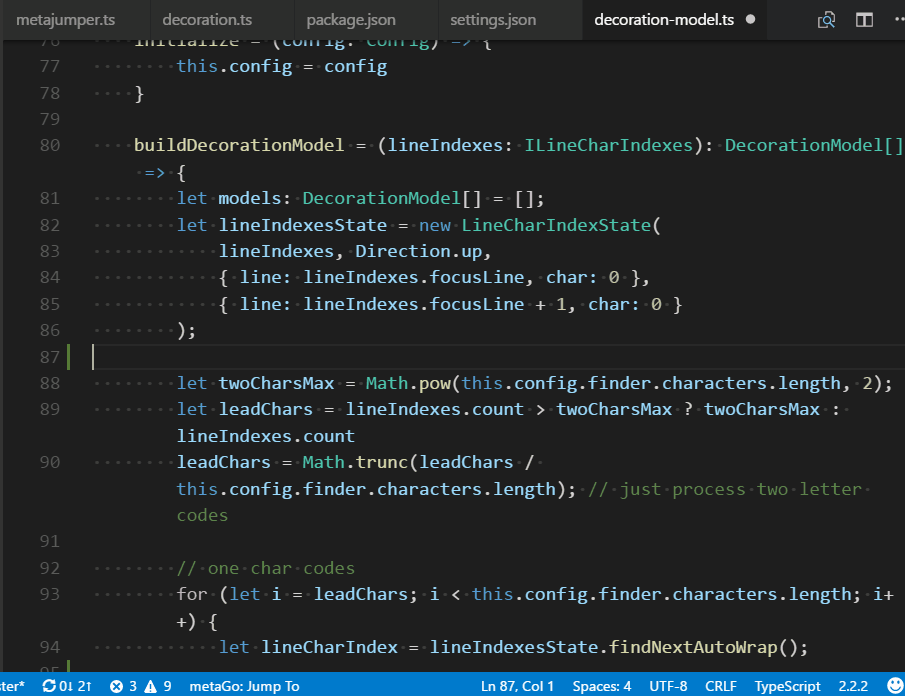 metajumper.ts decoration.ts package.json settings.json decoration-model.ts
76 initialize = (config: Config) => {
77 this.config = config
78 }
79
80 buildDecorationModel = (lineIndexes: ILineCharIndexes): DecorationModel[]
=> {
81 let models: DecorationModel[] = [];
82 let lineIndexesState = new LineCharIndexState(
83 lineIndexes, Direction.up,
84 { line: lineIndexes.focusLine, char: 0 },
85 { line: lineIndexes.focusLine + 1, char: 0 }
86 );
87
88 let twoCharsMax = Math.pow(this.config.finder.characters.length, 2);
89 let leadChars = lineIndexes.count > twoCharsMax ? twoCharsMax :
lineIndexes.count
90 leadChars = Math.trunc(leadChars /
this.config.finder.characters.length); // just process two letter
codes
91
92 // one char codes
93 for (let i = leadChars; i < this.config.finder.characters.length; i+
+) {
94 let lineCharIndex = lineIndexesState.findNextAutoWrap();
95
ster* 0↓ 2↑ 3 9 metaGo: Jump To Ln 87, Col 1 Spaces: 4 UTF-8 CRLF TypeScript 2.2.2